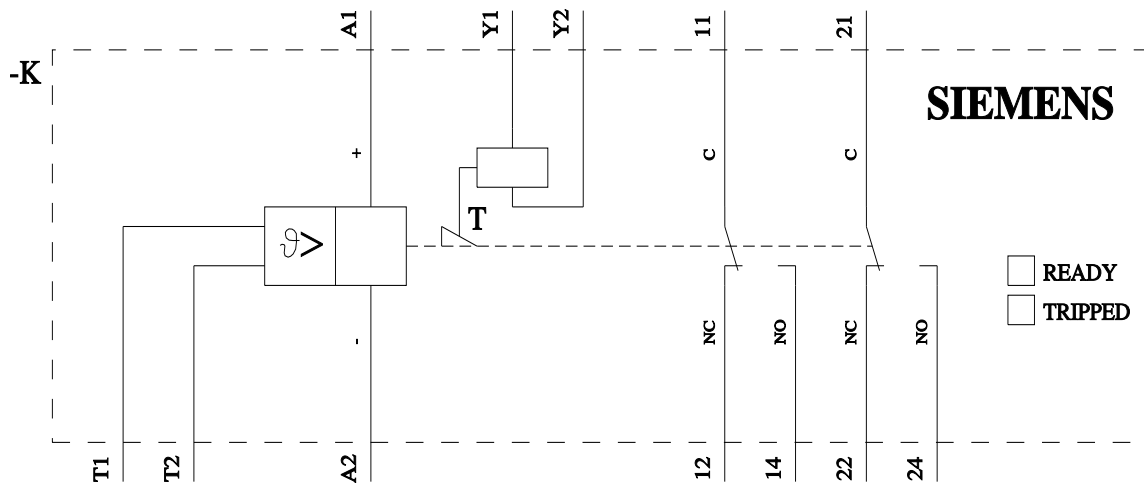 A1
Y1
Y2
11
21
-K
SIEMENS
+
C
C
T
ϑ>
READY
TRIPPED
-
NC
NO
NC
NO
T1
T2
A2
12
14
22
24